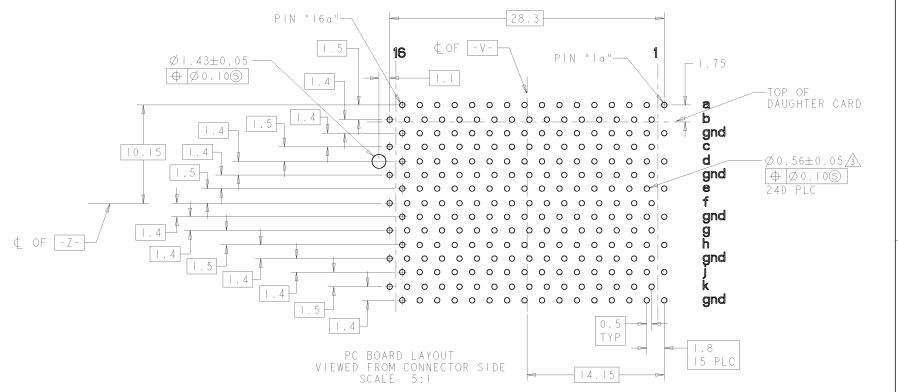 PIN "16a"
28.3
1.5
16
℄ OF -V-
1
PIN "1a"
1.75
Ø1.43±0.05
⌖ Ø0.10Ⓢ
1.4
1.1
TOP OF
DAUGHTER CARD
a
b
gnd
c
d
gnd
e
f
gnd
g
h
gnd
j
k
gnd
1.4
1.5
1.4
10.15
1.4
1.5
Ø0.56±0.05 3
⌖ Ø0.10Ⓢ
240 PLC
℄ OF -Z-
1.4
1.4
1.5
1.4
1.4
1.5
1.4
0.5
TYP
1.8
15 PLC
14.15
PC BOARD LAYOUT
VIEWED FROM CONNECTOR SIDE
SCALE 5:1